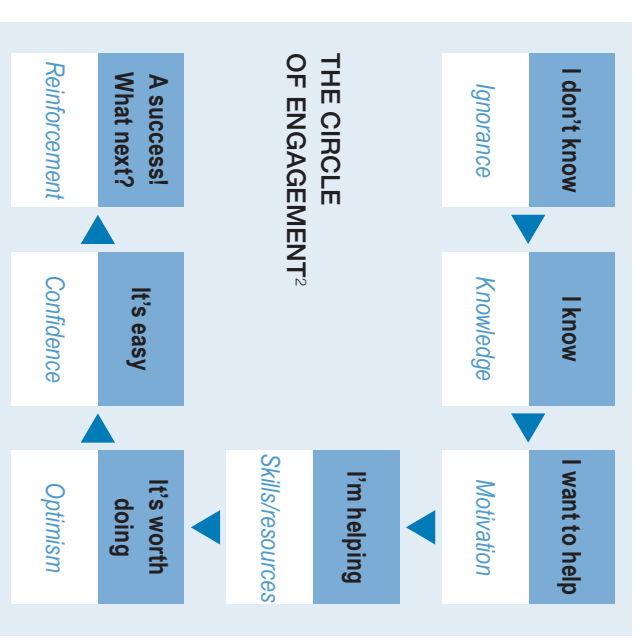 THE CIRCLE
OF ENGAGEMENT²
I don't know
Ignorance
I know
Knowledge
I want to help
Motivation
I'm helping
Skills/resources
It's worth
doing
Optimism
It's easy
Confidence
A success!
What next?
Reinforcement